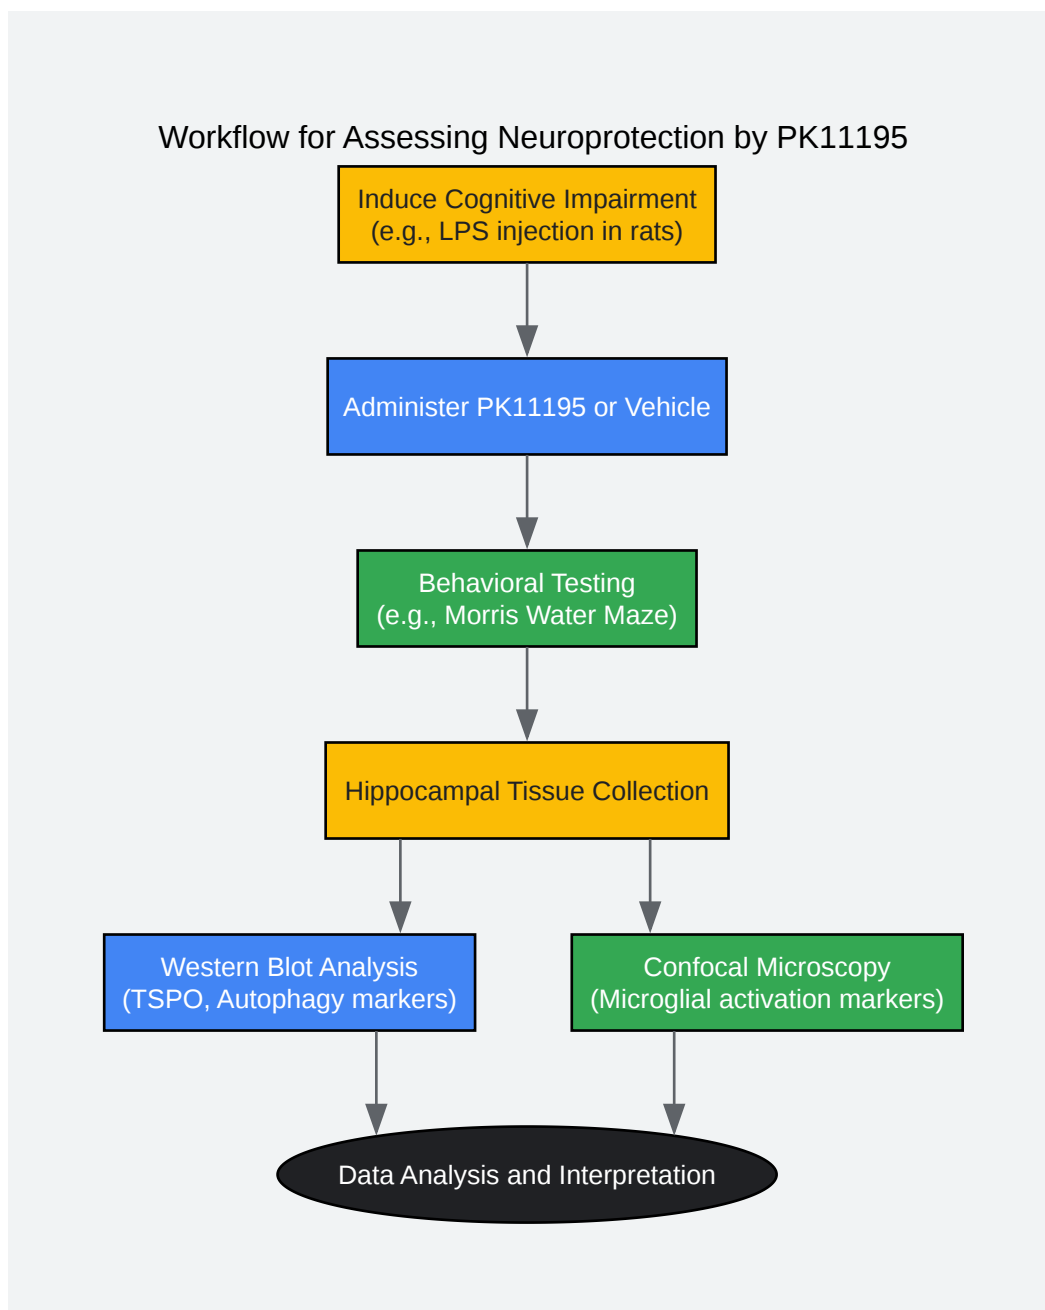 Workflow for Assessing Neuroprotection by PK11195
Induce Cognitive Impairment
(e.g., LPS injection in rats)
Administer PK11195 or Vehicle
Behavioral Testing
(e.g., Morris Water Maze)
Hippocampal Tissue Collection
Western Blot Analysis
(TSPO, Autophagy markers)
Confocal Microscopy
(Microglial activation markers)
Data Analysis and Interpretation